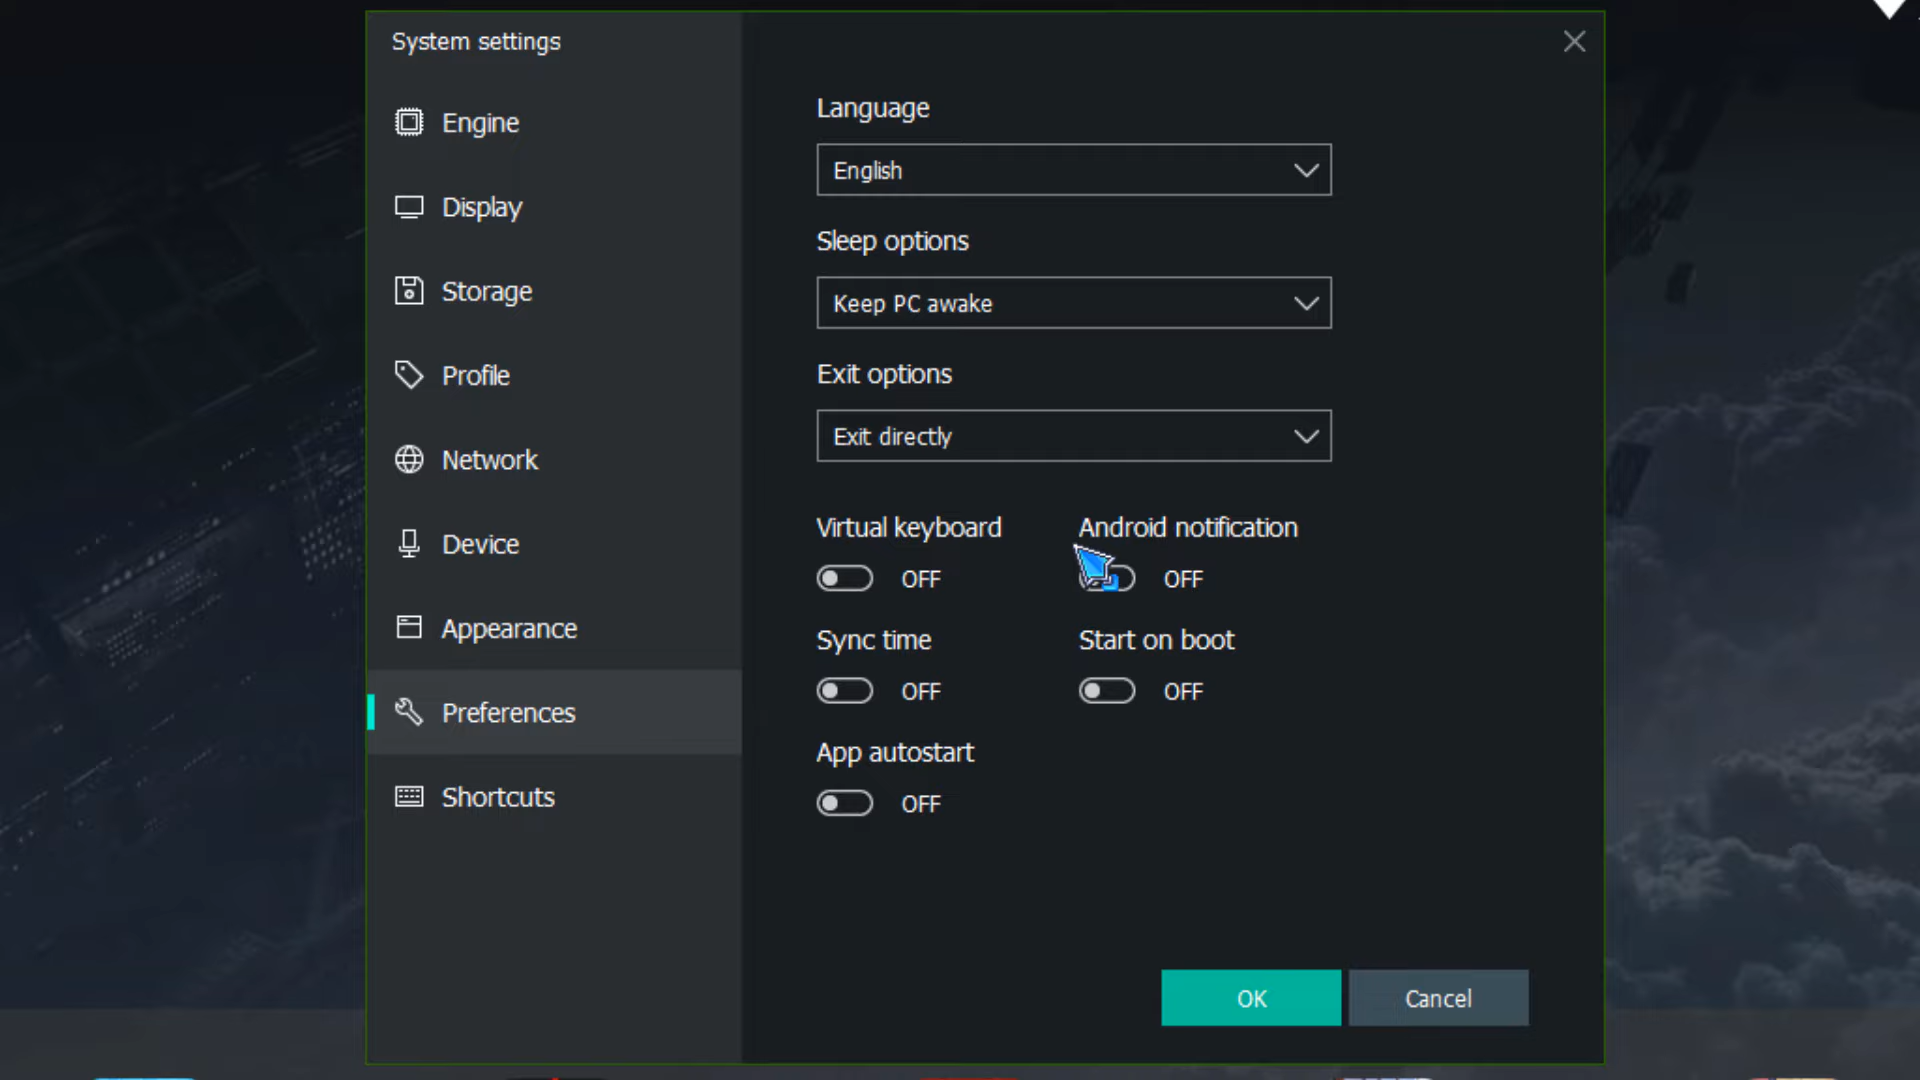 System settings
Engine
Display
Storage
Profile
Network
Device
Appearance
Preferences
Shortcuts
Language
English
Sleep options
Keep PC awake
Exit options
Exit directly
Virtual keyboard
OFF
Android notification
OFF
Sync time
OFF
Start on boot
OFF
App autostart
OFF
OK
Cancel